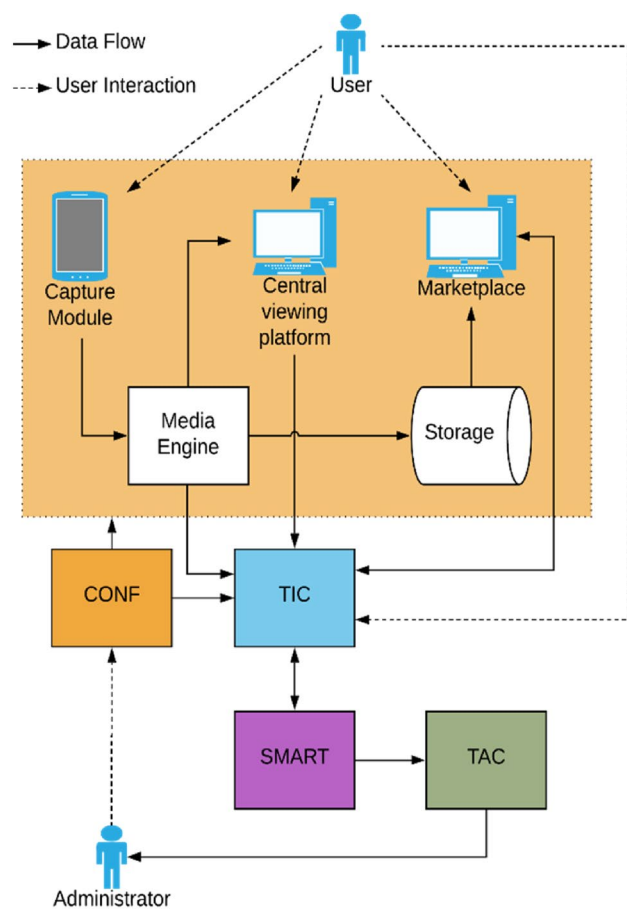 Data Flow
User Interaction
User
Capture
Module
Central
viewing
platform
Marketplace
Media
Engine
Storage
CONF
TIC
SMART
TAC
Administrator